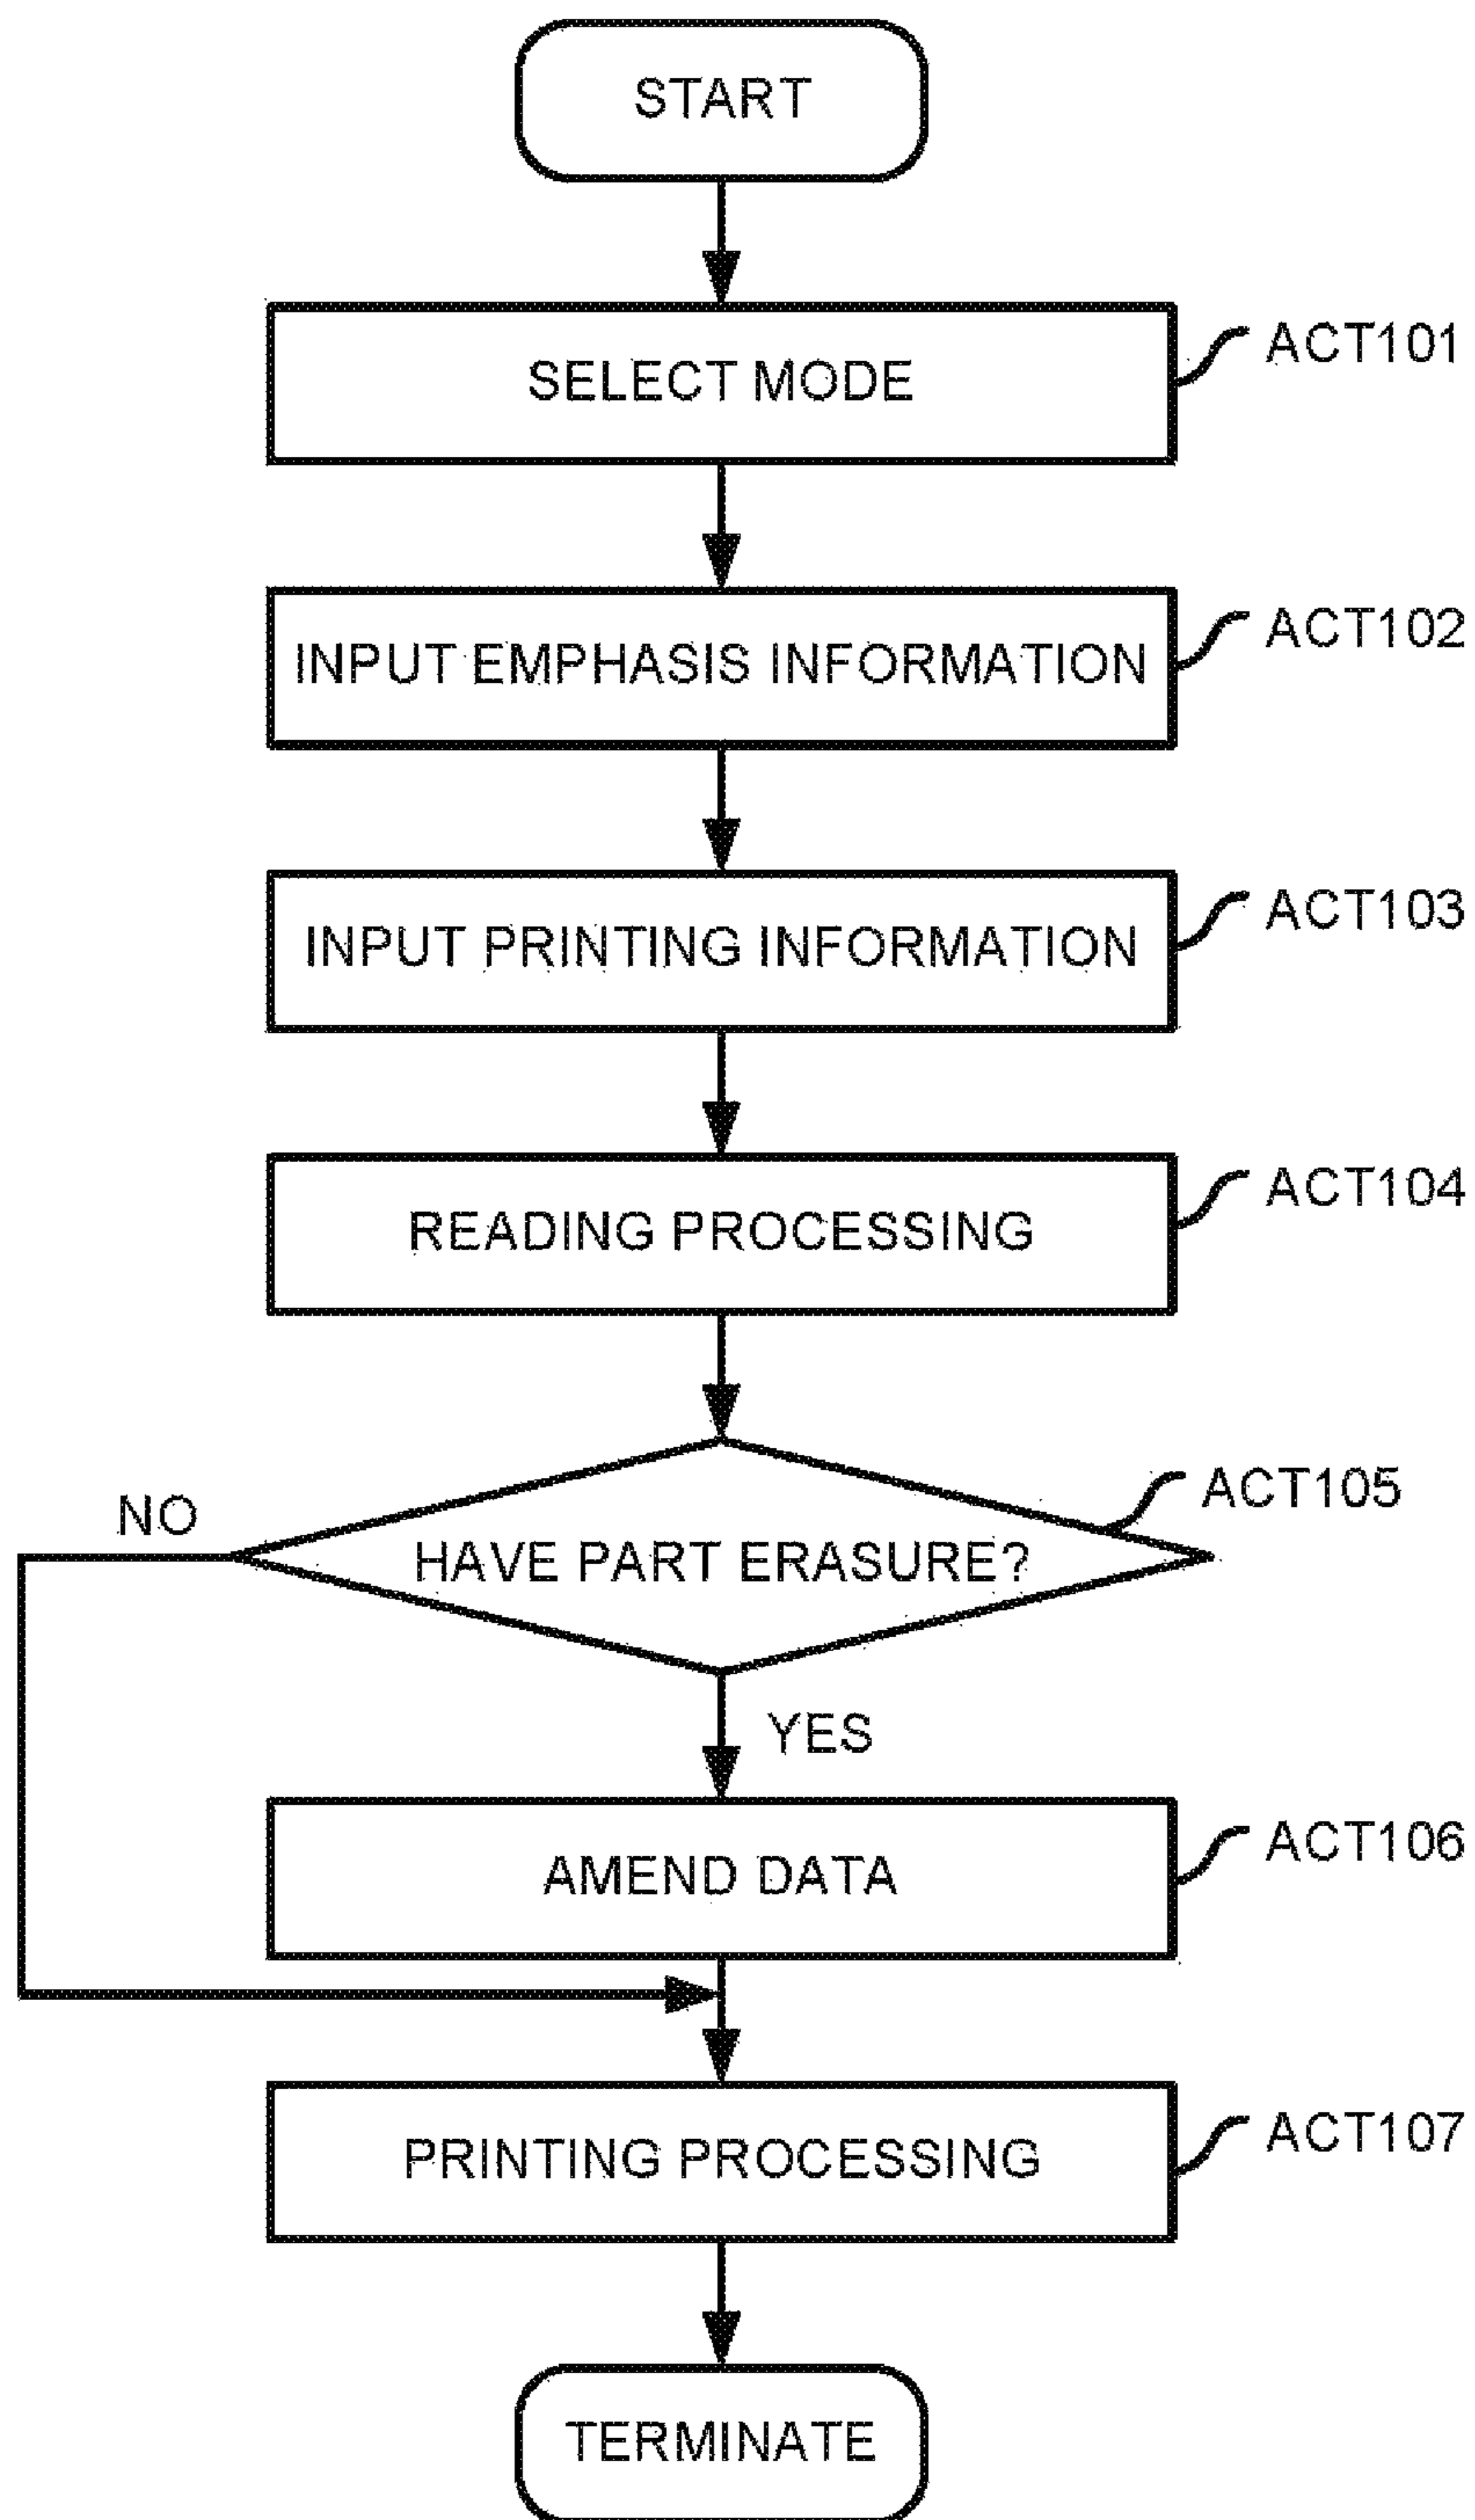 START
SELECT MODE
ACT101
INPUT EMPHASIS INFORMATION
ACT102
INPUT PRINTING INFORMATION
ACT103
READING PROCESSING
ACT104
HAVE PART ERASURE?
ACT105
NO
YES
AMEND DATA
ACT106
PRINTING PROCESSING
ACT107
TERMINATE